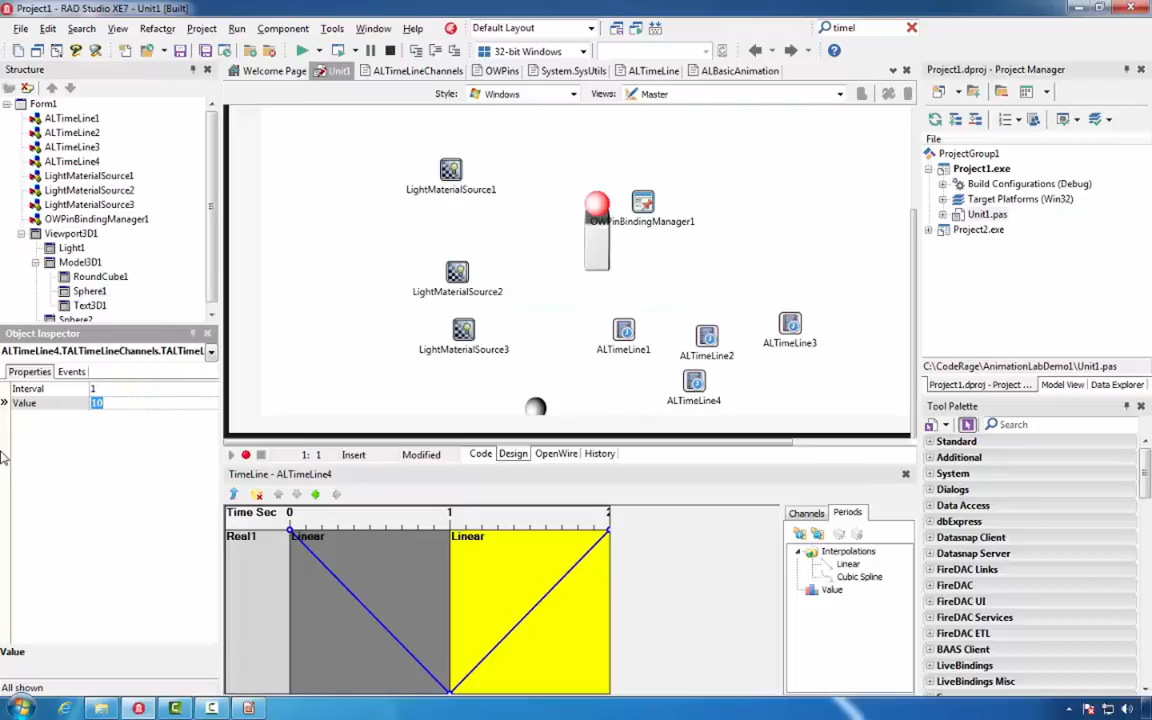 Project1 - RAD Studio XE7 - Unit1 [Built]
File Edit Search View Refactor Project Run Component Tools Window Help
Default Layout
timel
32-bit Windows
Structure
Welcome Page Unit1 ALTimeLineChannels OWPins System.SysUtils ALTimeLine ALBasicAnimation
Style: Windows Views: Master
Form1
ALTimeLine1
ALTimeLine2
ALTimeLine3
ALTimeLine4
LightMaterialSource1
LightMaterialSource2
LightMaterialSource3
OWPinBindingManager1
Viewport3D1
Light1
Model3D1
RoundCube1
Sphere1
Text3D1
Sphere2
Object Inspector
ALTimeLine4.TALTimeLineChannels.TALTimeL
Properties Events
Interval 1
Value 10
Value
All shown
LightMaterialSource1
OWPinBindingManager1
LightMaterialSource2
LightMaterialSource3
ALTimeLine1
ALTimeLine2
ALTimeLine3
ALTimeLine4
1: 1 Insert Modified Code Design OpenWire History
TimeLine - ALTimeLine4
Time Sec 0 1 2
Real1 Linear Linear
Channels Periods
Interpolations
Linear
Cubic Spline
Value
Project1.dproj - Project Manager
File
ProjectGroup1
Project1.exe
Build Configurations (Debug)
Target Platforms (Win32)
Unit1.pas
Project2.exe
C:\CodeRage\AnimationLabDemo1\Unit1.pas
Project1.dproj - Project ... Model View Data Explorer
Tool Palette
Search
Standard
Additional
System
Dialogs
Data Access
dbExpress
Datasnap Client
Datasnap Server
FireDAC Links
FireDAC
FireDAC UI
FireDAC Services
FireDAC ETL
BAAS Client
LiveBindings
LiveBindings Misc